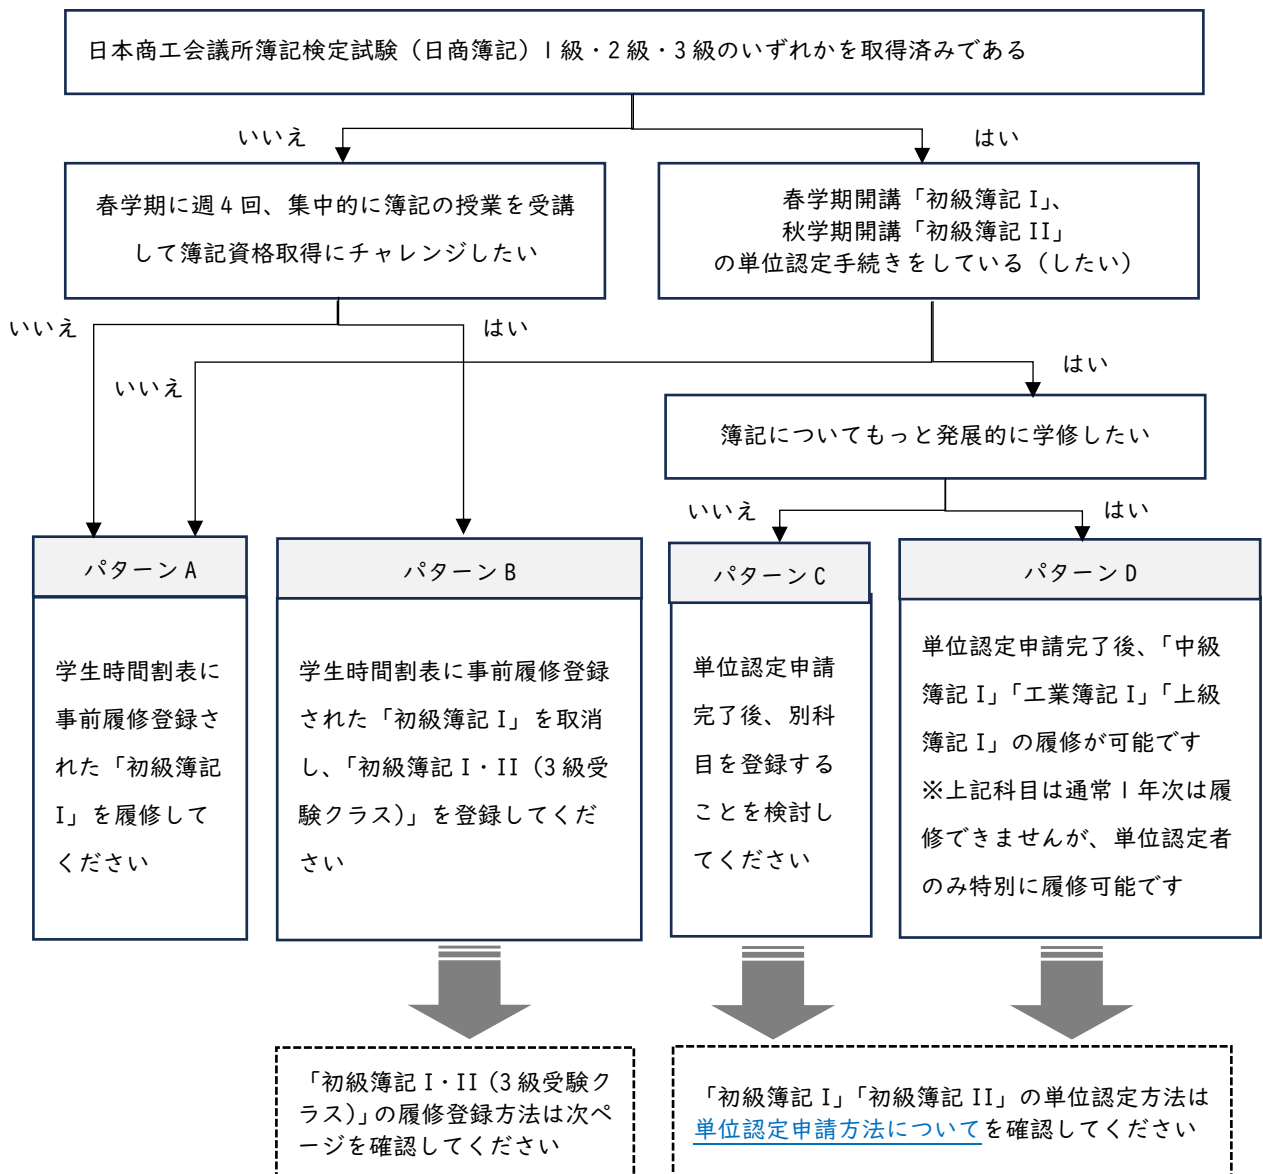 日本商工会議所簿記検定試験（日商簿記）1級・2級・3級のいずれかを取得済みである
いいえ
はい
春学期に週4回、集中的に簿記の授業を受講
して簿記資格取得にチャレンジしたい
春学期開講「初級簿記I」、
秋学期開講「初級簿記II」
の単位認定手続きをしている（したい）
いいえ
はい
いいえ
はい
簿記についてもっと発展的に学修したい
いいえ
はい
パターンA
学生時間割表に
事前履修登録さ
れた「初級簿記
I」を履修して
ください
パターンB
学生時間割表に事前履修登録
された「初級簿記I」を取消
し、「初級簿記I・II（3級受
験クラス）」を登録してくだ
さい
パターンC
単位認定申請
完了後、別科
目を登録する
ことを検討し
てください
パターンD
単位認定申請完了後、「中級
簿記I」「工業簿記I」「上級
簿記I」の履修が可能です
※上記科目は通常1年次は履
修できませんが、単位認定者
のみ特別に履修可能です
「初級簿記I・II（3級受験ク
ラス）」の履修登録方法は次ペ
ージを確認してください
「初級簿記I」「初級簿記II」の単位認定方法は
単位認定申請方法についてを確認してください